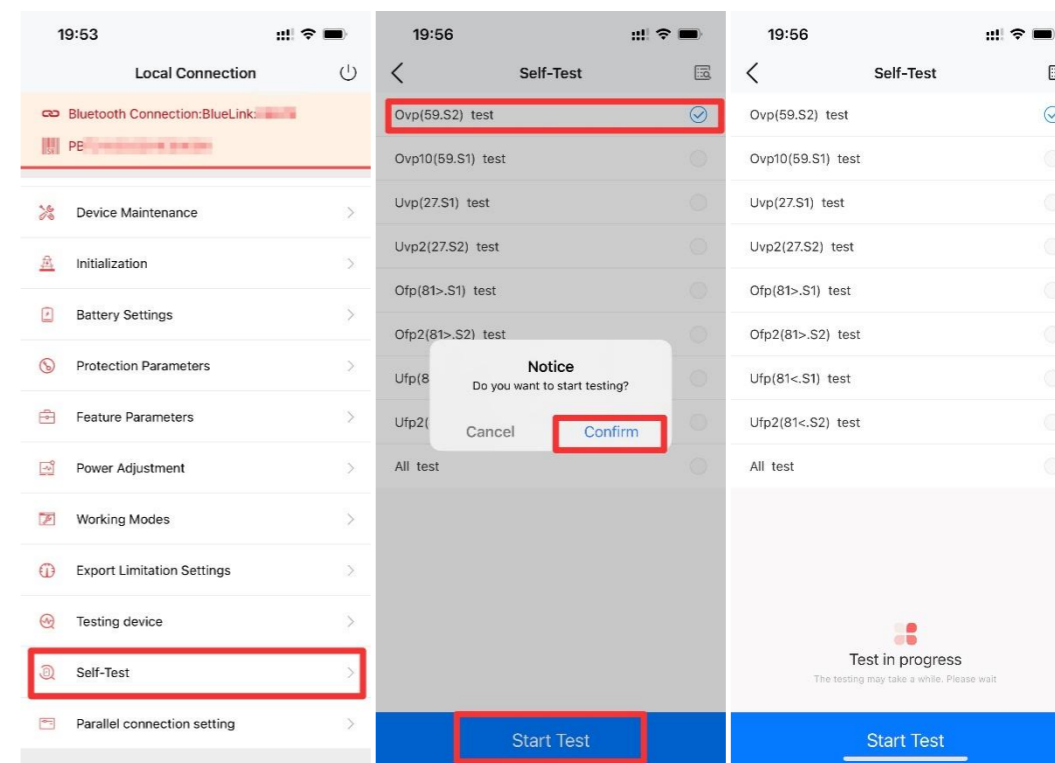 19:53
Local Connection
Bluetooth Connection:BlueLink:
PB
Device Maintenance
Initialization
Battery Settings
Protection Parameters
Feature Parameters
Power Adjustment
Working Modes
Export Limitation Settings
Testing device
Self-Test
Parallel connection setting
19:56
Self-Test
Ovp(59.S2) test
Ovp10(59.S1) test
Uvp(27.S1) test
Uvp2(27.S2) test
Ofp(81>.S1) test
Ofp2(81>.S2) test
Ufp(8
Ufp2(
All test
Notice
Do you want to start testing?
Cancel
Confirm
Start Test
19:56
Self-Test
Ovp(59.S2) test
Ovp10(59.S1) test
Uvp(27.S1) test
Uvp2(27.S2) test
Ofp(81>.S1) test
Ofp2(81>.S2) test
Ufp(81<.S1) test
Ufp2(81<.S2) test
All test
Test in progress
The testing may take a while. Please wait
Start Test